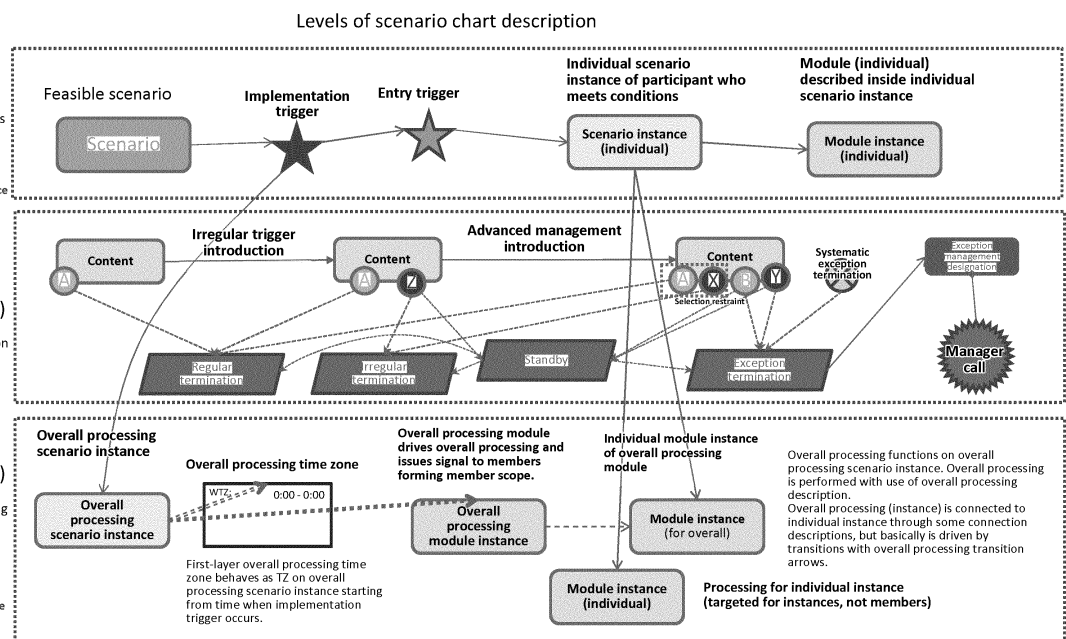 Levels of scenario chart description
Feasible scenario
Scenario
Implementation
trigger
Entry trigger
Individual scenario
instance of participant who
meets conditions
Scenario instance
(individual)
Module (individual)
described inside individual
scenario instance
Module instance
(individual)
s
ce
Content
A
Irregular trigger
introduction
Content
A
Z
Advanced management
introduction
Content
A
X
B
Y
Selection restraint
Systematic
exception
termination
Exception
management
designation
)
on
Regular
termination
Irregular
termination
Standby
Exception
termination
Manager
call
Overall processing
scenario instance
)
ng
e
Overall
processing
scenario instance
Overall processing time zone
WTZ:
0:00 - 0:00
First-layer overall processing time
zone behaves as TZ on overall
processing scenario instance starting
from time when implementation
trigger occurs.
Overall processing module
drives overall processing and
issues signal to members
forming member scope.
Overall
processing
module instance
Individual module instance
of overall processing
module
Module instance
(for overall)
Module instance
(individual)
Overall processing functions on overall
processing scenario instance. Overall processing
is performed with use of overall processing
description.
Overall processing (instance) is connected to
individual instance through some connection
descriptions, but basically is driven by
transitions with overall processing transition
arrows.
Processing for individual instance
(targeted for instances, not members)